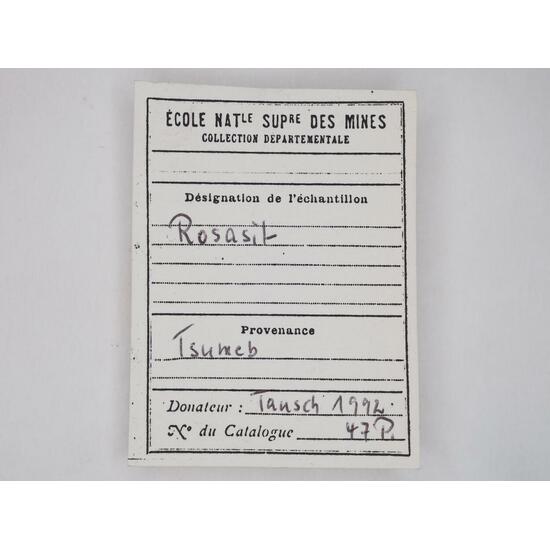 ÉCOLE NATLE SUPRE DES MINES
COLLECTION DEPARTEMENTALE
Désignation de l'échantillon
Rosasit
Provenance
Tsumeb
Donateur : Tausch 1992
No du Catalogue 47 P.